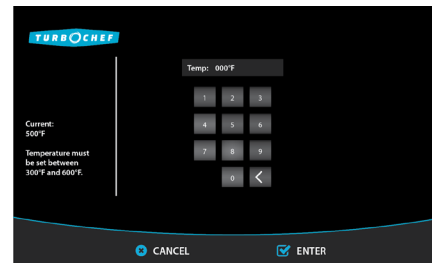 TURBOCHEF
Temp: 000°F
1 2 3
Current:
500°F
4 5 6
Temperature must
be set between
300°F and 600°F.
7 8 9
0 <
CANCEL
ENTER